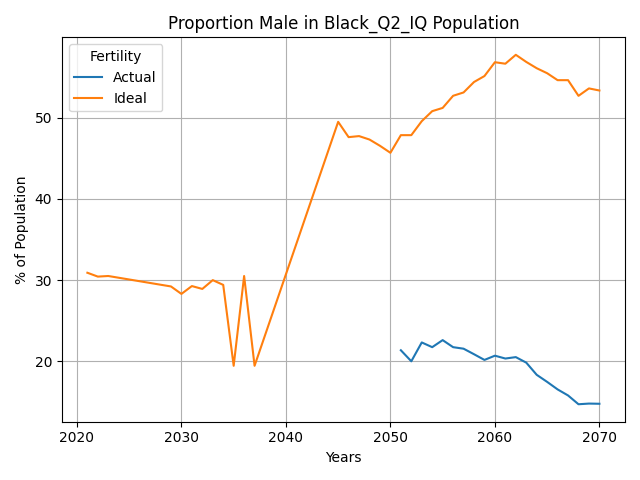 Proportion Male in Black_Q2_IQ Population
Fertility
Actual
Ideal
% of Population
50
40
30
20
2020
2030
2040
2050
2060
2070
Years